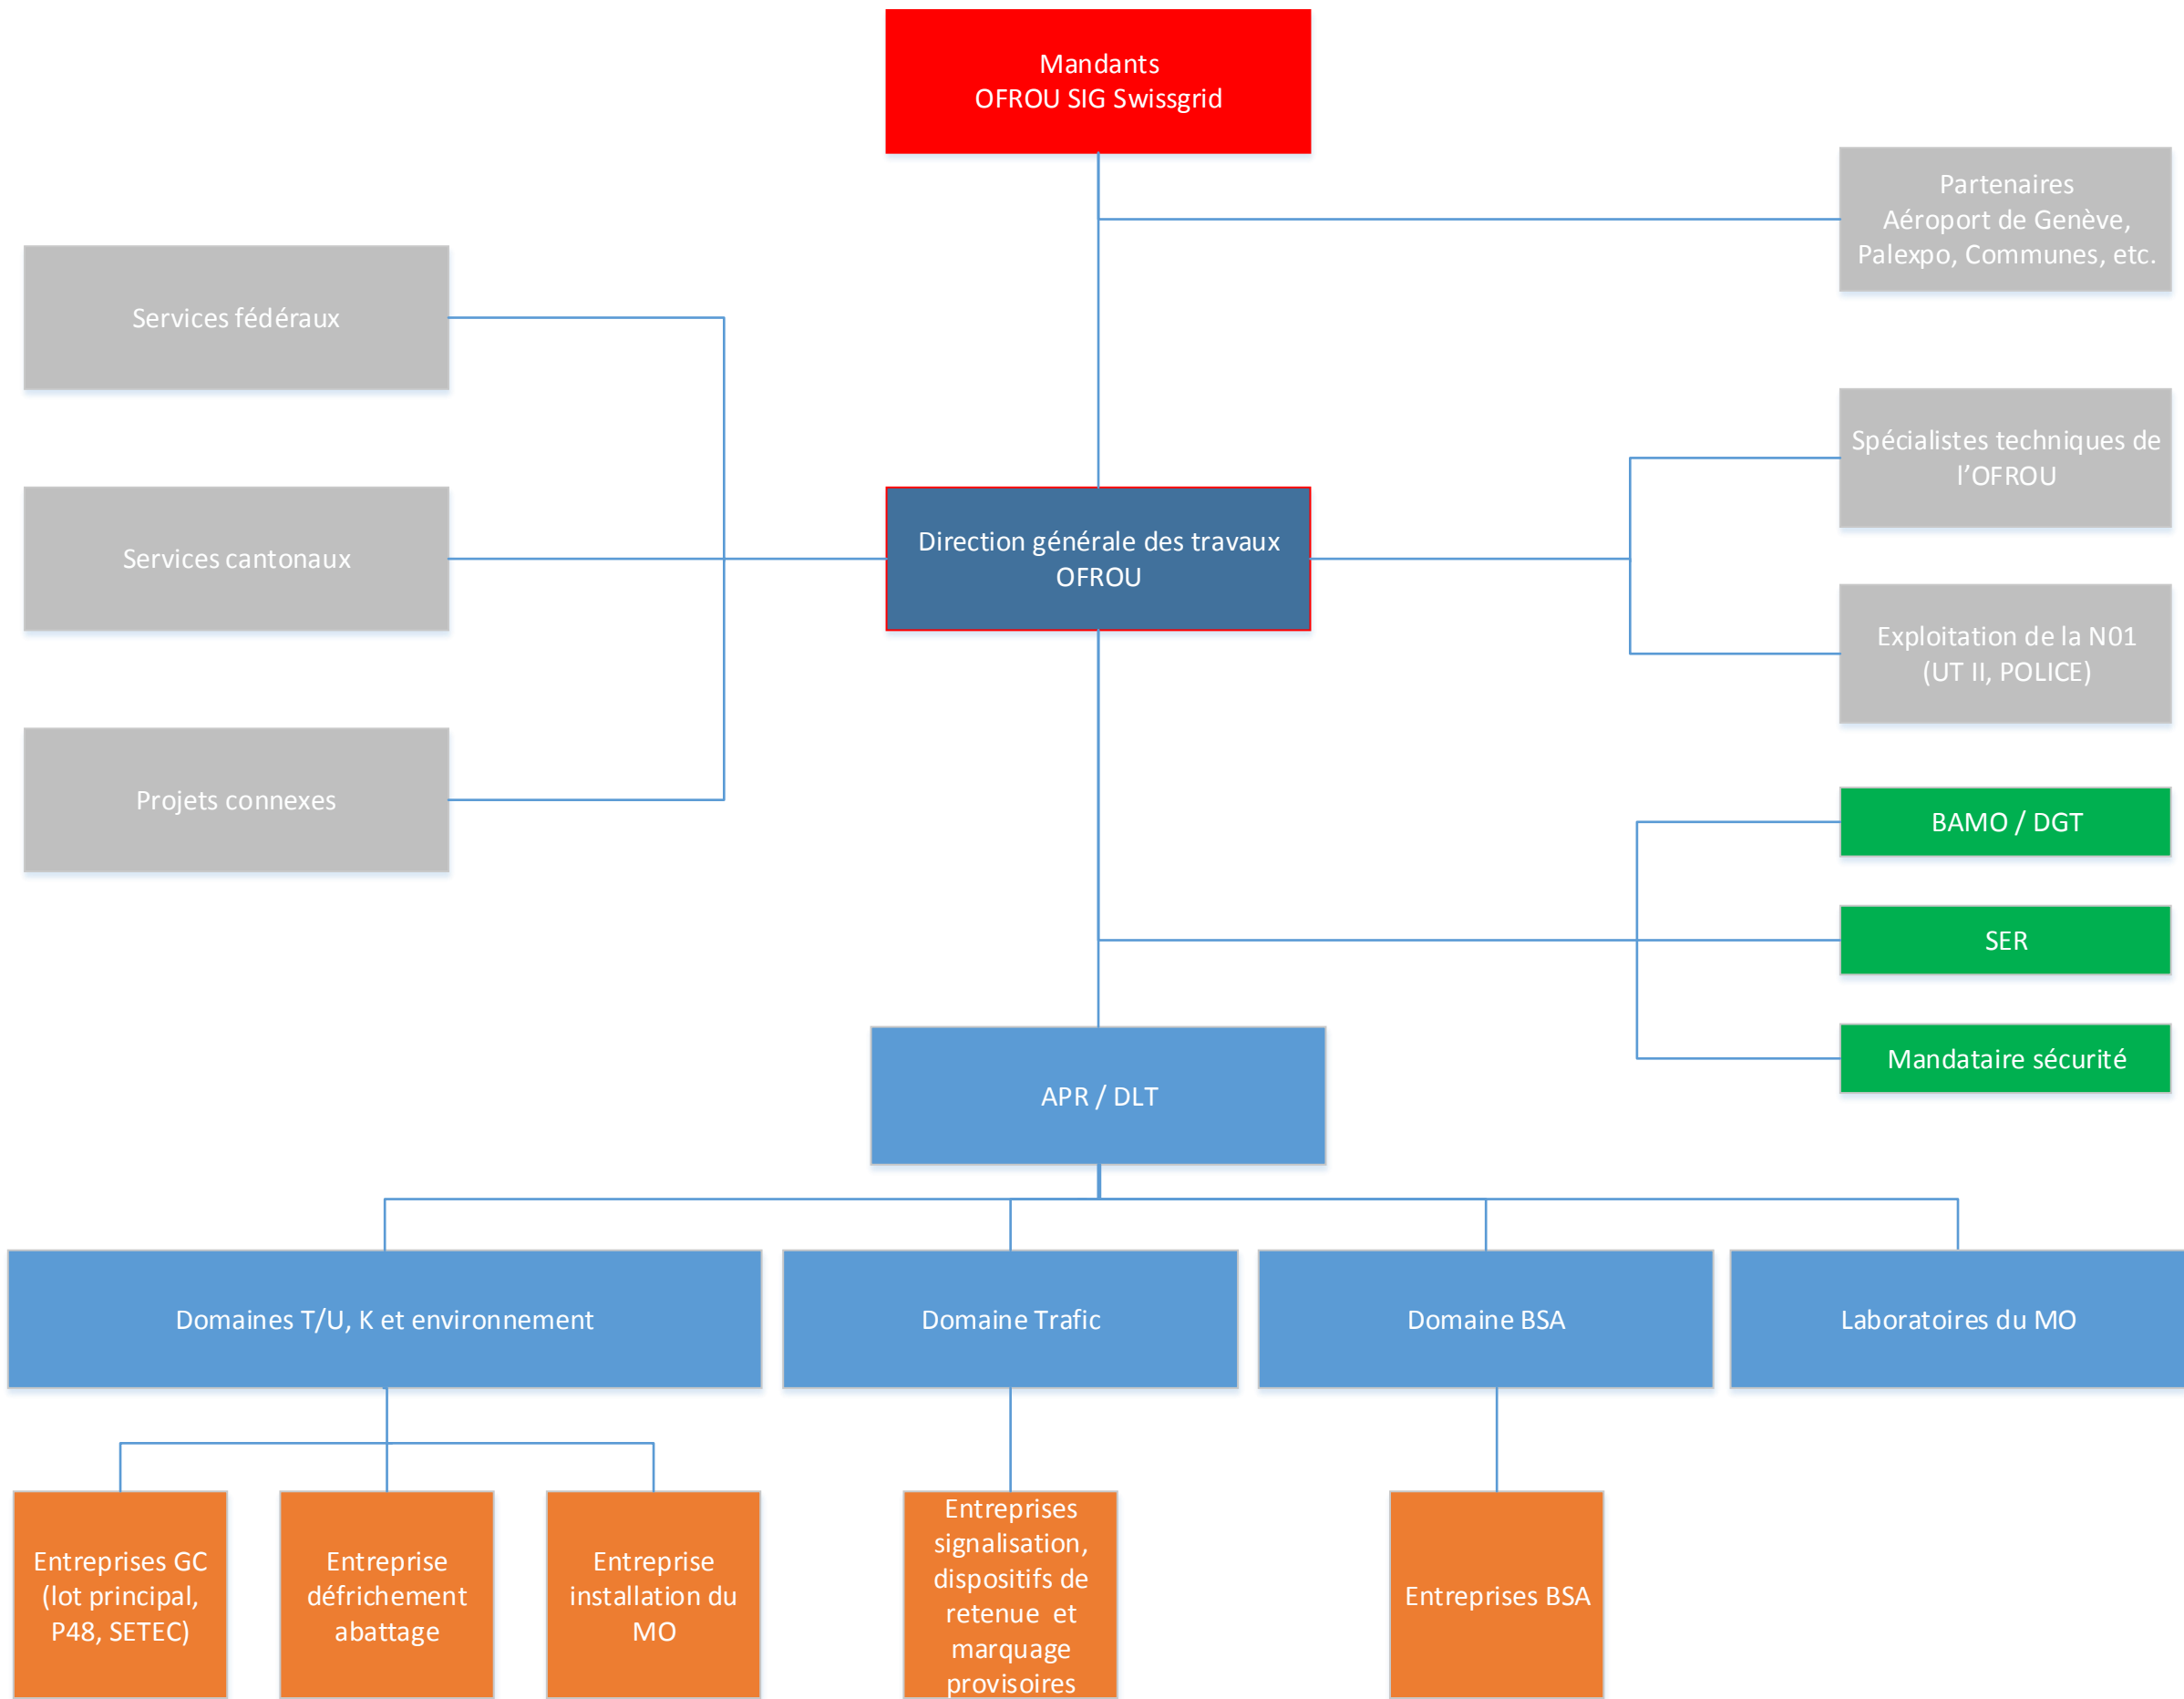 Mandants
OFROU SIG Swissgrid
Partenaires
Aéroport de Genève,
Palexpo, Communes, etc.
Services fédéraux
Spécialistes techniques de
l’OFROU
Services cantonaux
Direction générale des travaux
OFROU
Exploitation de la N01
(UT II, POLICE)
Projets connexes
BAMO / DGT
SER
Mandataire sécurité
APR / DLT
Domaines T/U, K et environnement
Domaine Trafic
Domaine BSA
Laboratoires du MO
Entreprises GC
(lot principal,
P48, SETEC)
Entreprise
défrichement
abattage
Entreprise
installation du
MO
Entreprises
signalisation,
dispositifs de
retenue et
marquage
provisoires
Entreprises BSA